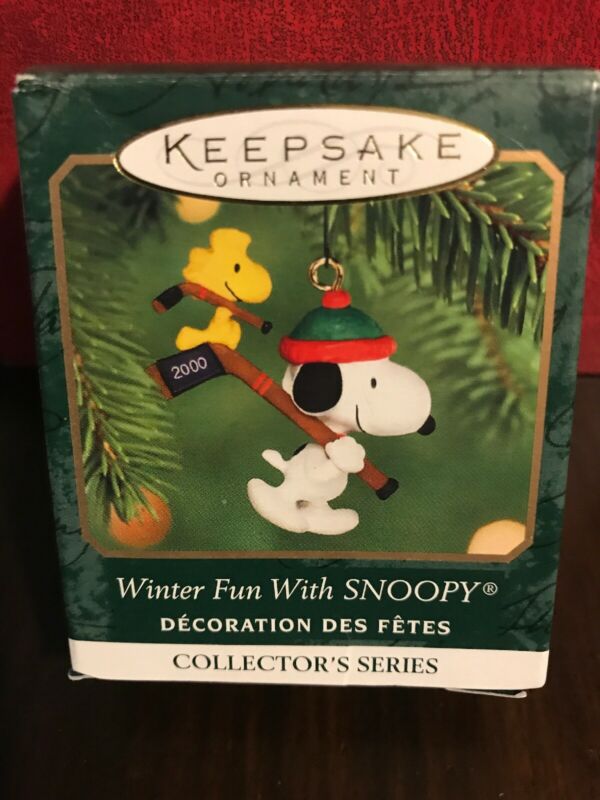 KEEPSAKE
ORNAMENT
2000
Winter Fun With SNOOPY®
DÉCORATION DES FÊTES
COLLECTOR'S SERIES